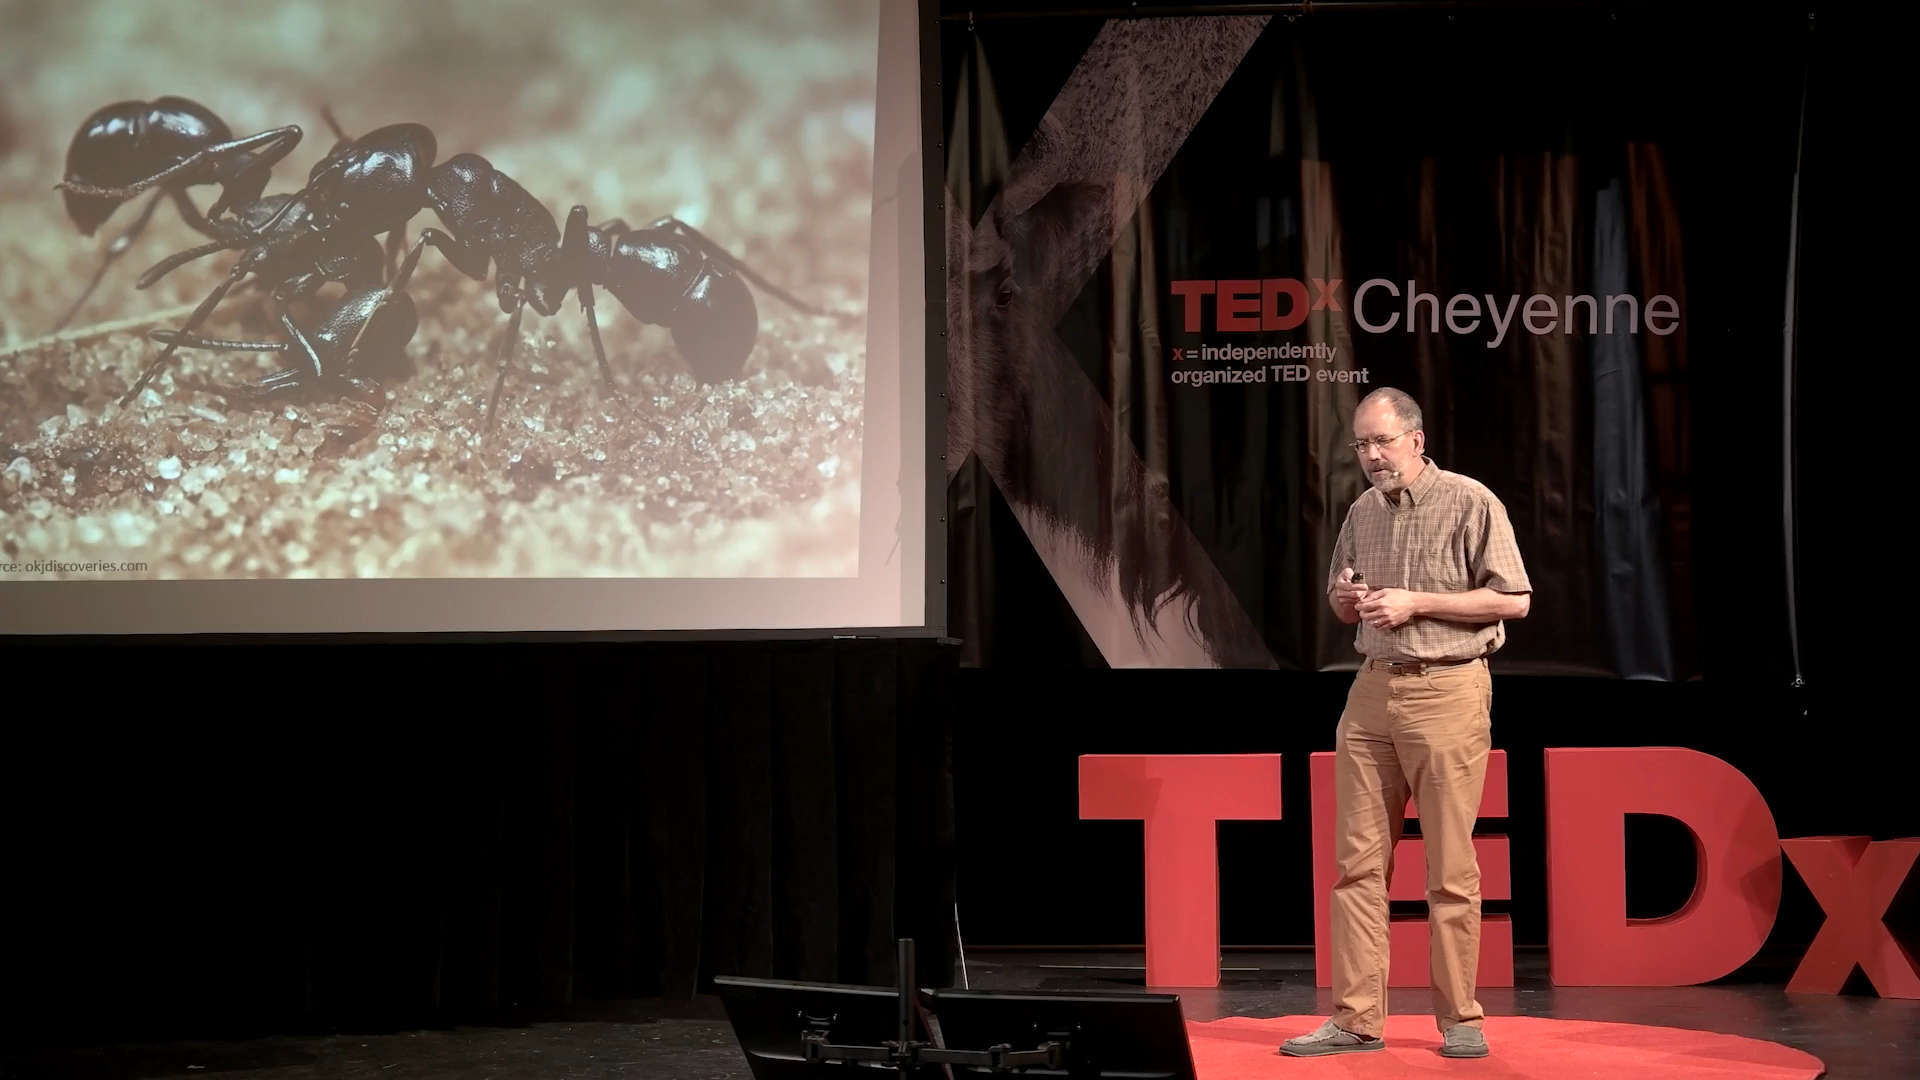 rce: okjdiscoveries.com
TEDx Cheyenne
x = independently
organized TED event
TEDx